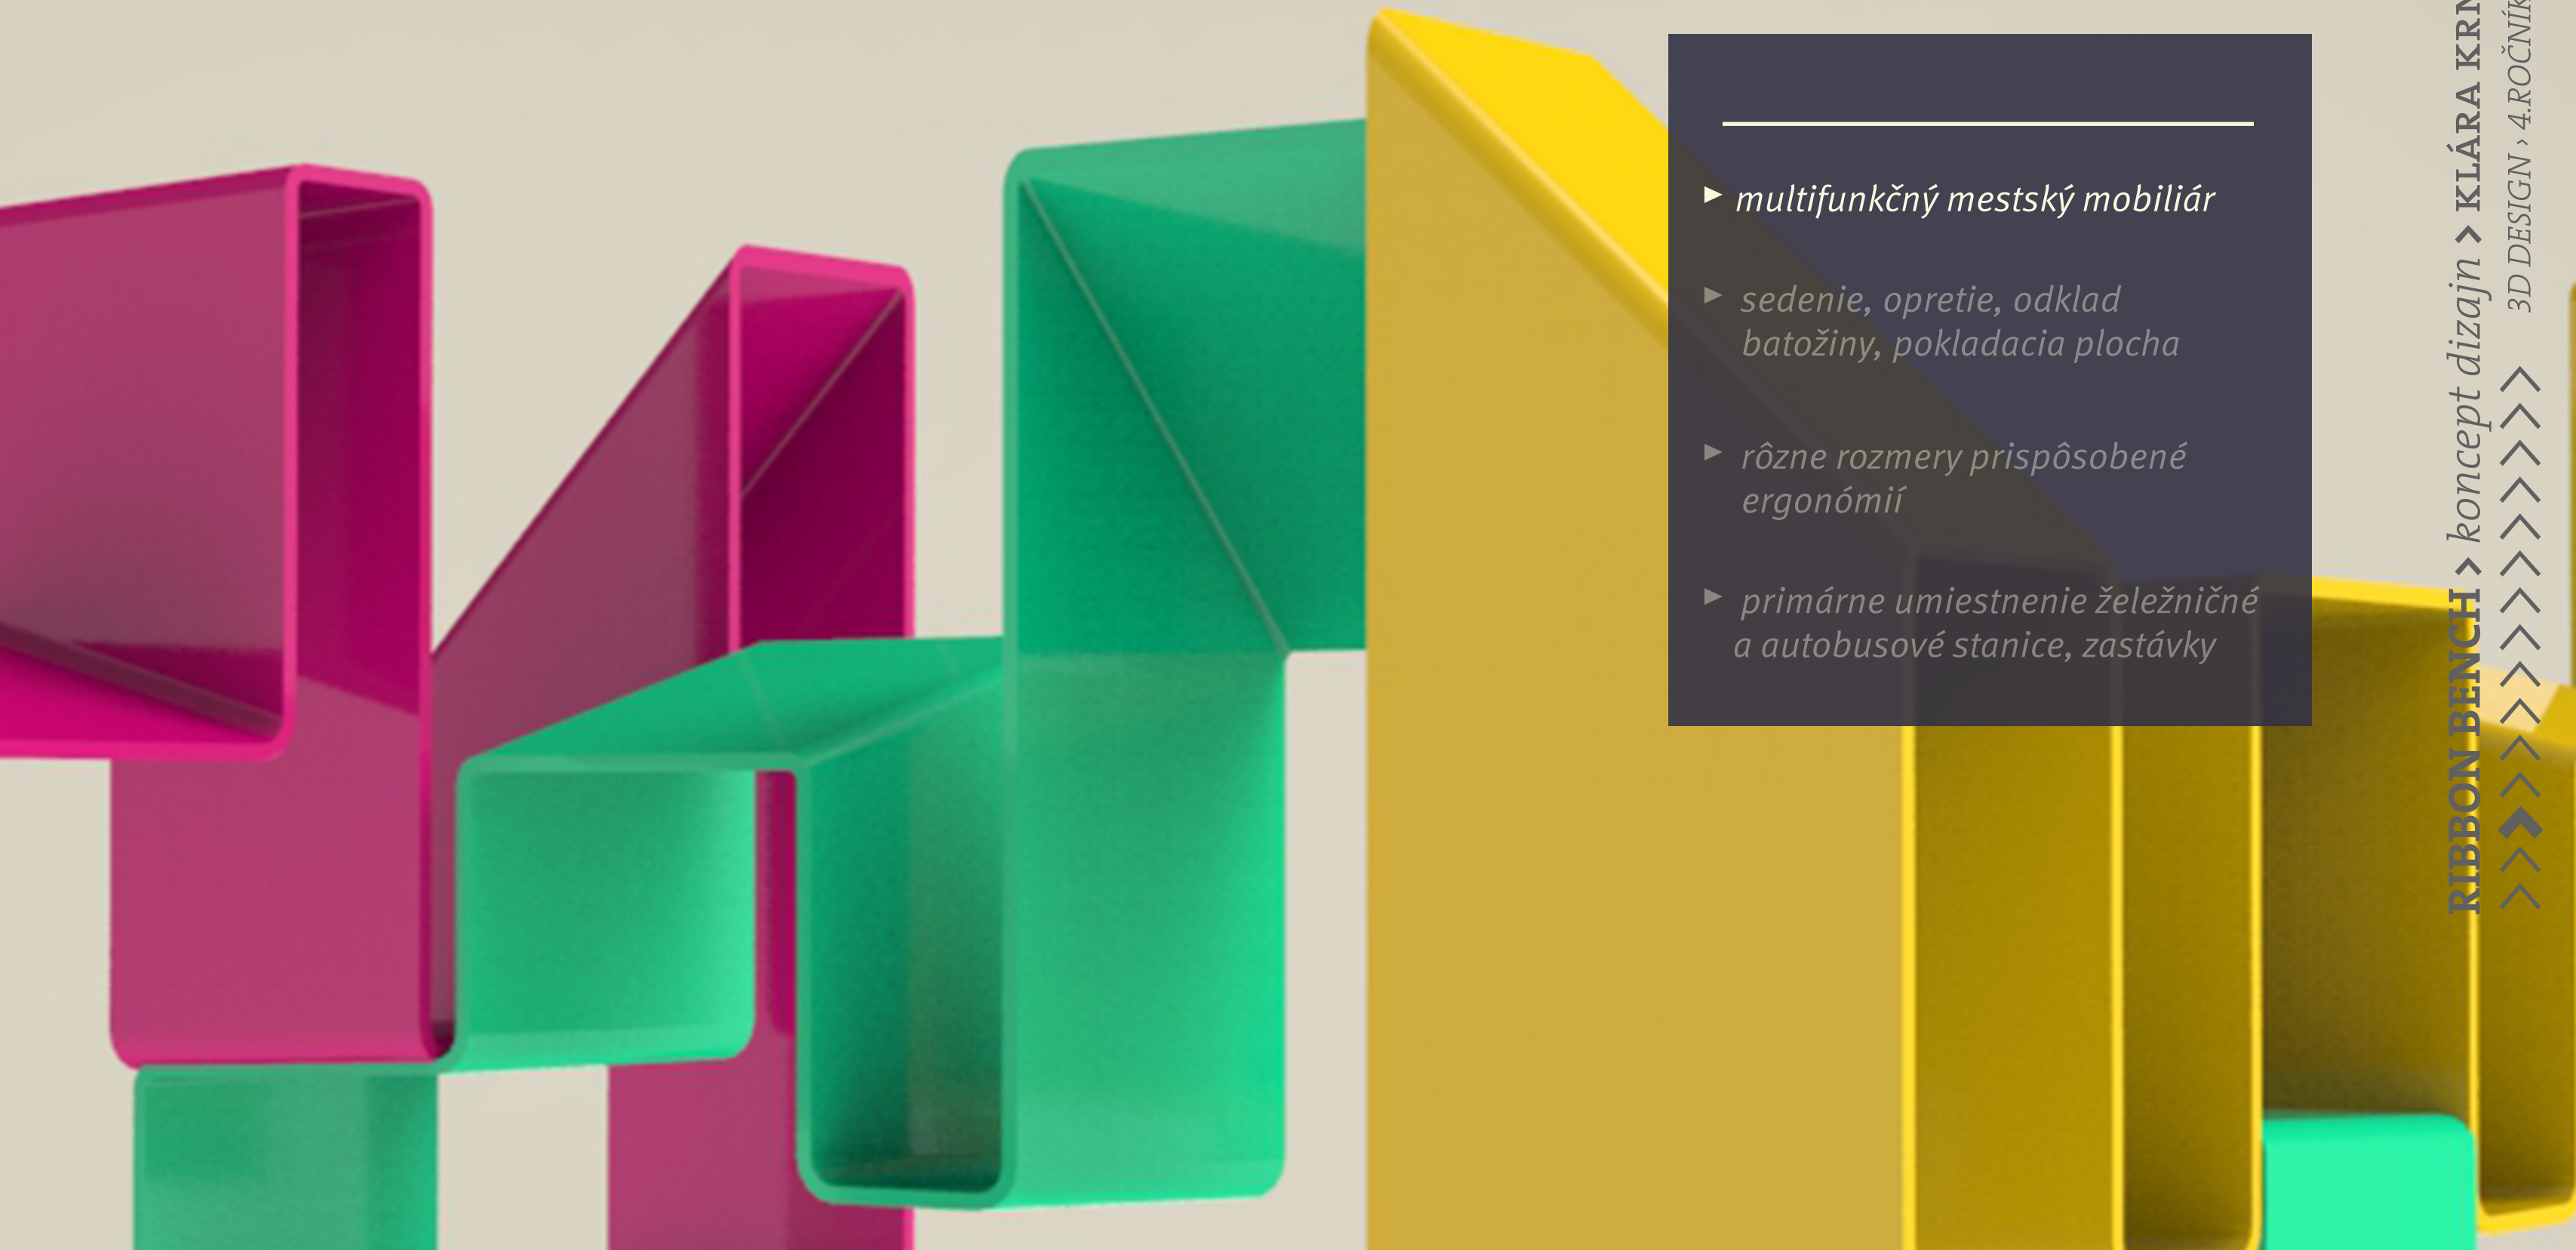 ► multifunkčný mestský mobiliár
► sedenie, opretie, odklad
batožiny, pokladacia plocha
► rôzne rozmery prispôsobené
ergonómií
► primárne umiestnenie železničné
a autobusové stanice, zastávky
RIBBON BENCH > koncept dizajn > KLÁRA
3D DESIGN > 4.ROČNÍK